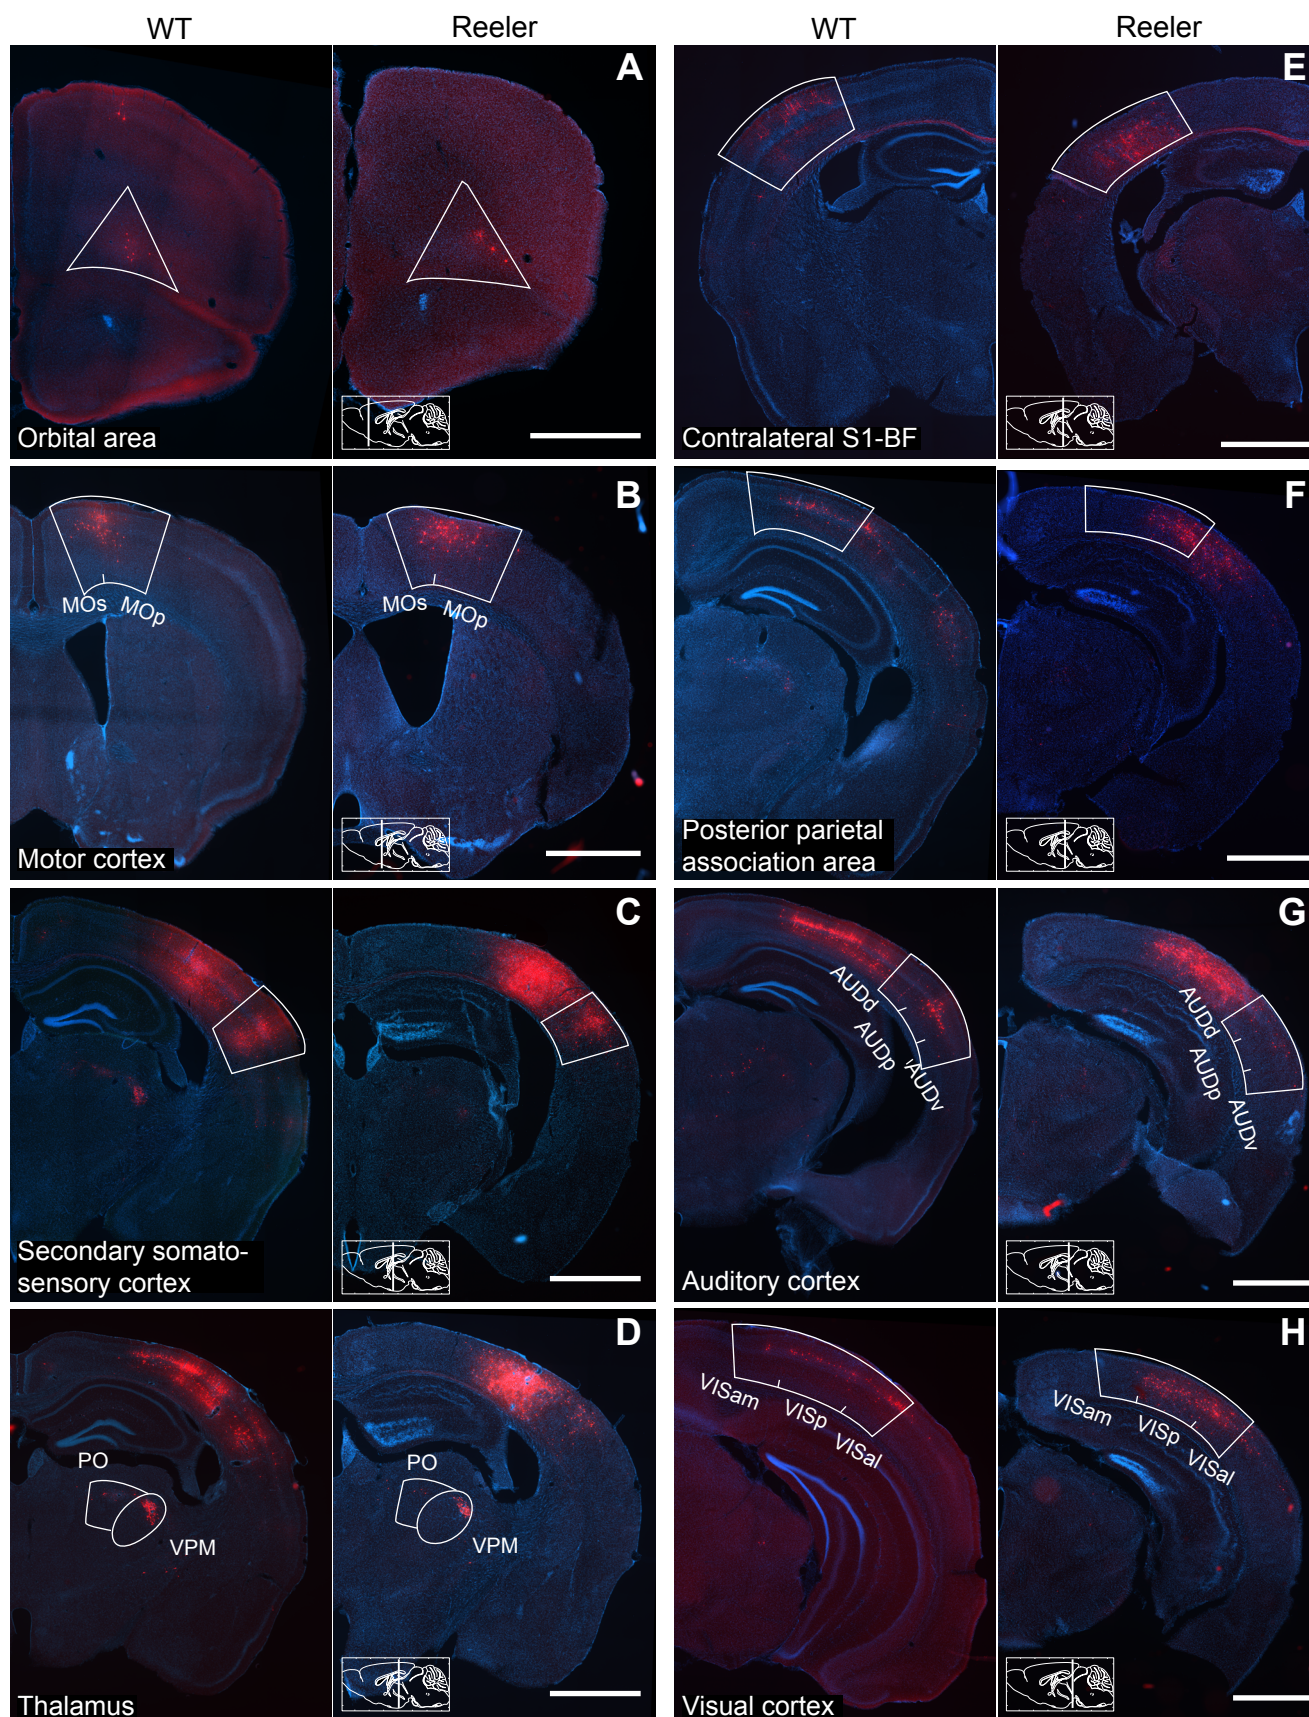 WT
Reeler
WT
Reeler
A
Orbital area
E
Contralateral S1-BF
B
MOs
MOp
MOs
MOp
Motor cortex
F
Posterior parietal
association area
C
Secondary somato-
sensory cortex
G
AUDd
AUDp
AUDv
AUDd
AUDp
AUDv
Auditory cortex
D
PO
VPM
PO
VPM
Thalamus
H
VISam
VISp
VISal
VISam
VISp
VISal
Visual cortex